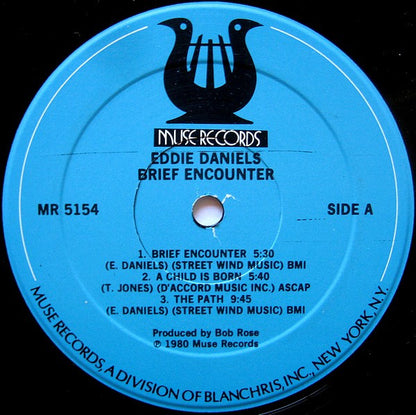 MUSE RECORDS
EDDIE DANIELS
BRIEF ENCOUNTER
MR 5154
SIDE A
1. BRIEF ENCOUNTER 5:30
(E. DANIELS) (STREET WIND MUSIC) BMI
2. A CHILD IS BORN 5:40
(T. JONES) (D'ACCORD MUSIC INC.) ASCAP
3. THE PATH 9:45
(E. DANIELS) (STREET WIND MUSIC) BMI
Produced by Bob Rose
℗ 1980 Muse Records
MUSE RECORDS, A DIVISION OF BLANCHRIS, INC., NEW YORK, N.Y.